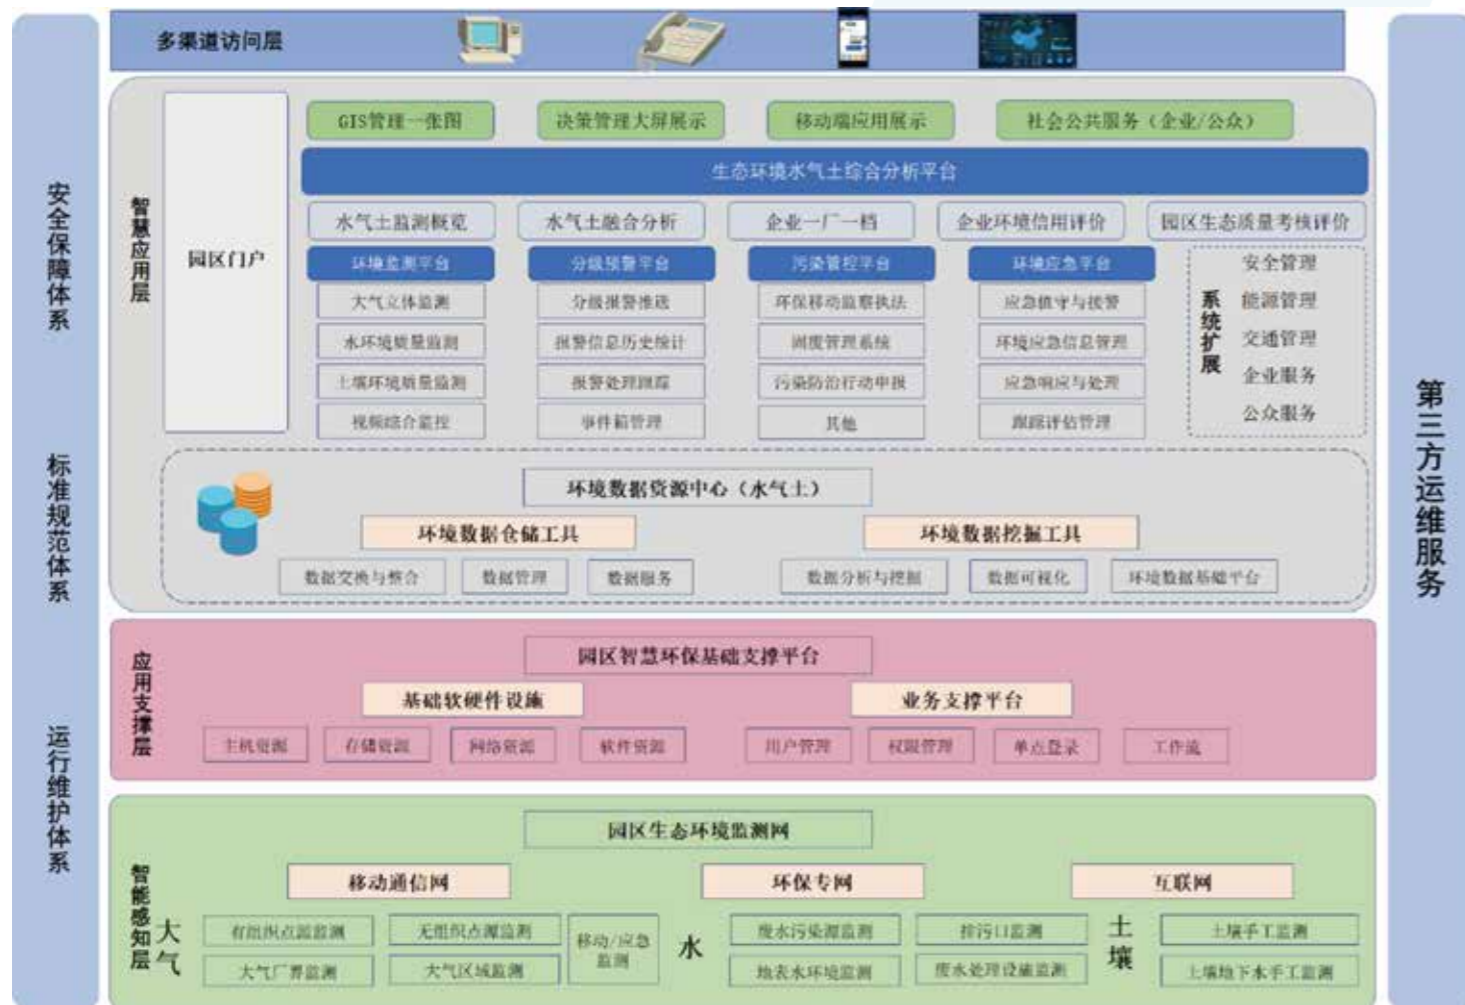 多渠道访问层
安全保障体系
标准规范体系
运行维护体系
第三方运维服务
智慧应用层
园区门户
GIS管理一张图
决策管理大屏展示
移动端应用展示
社会公共服务（企业/公众）
生态环境水气土综合分析平台
水气土监测概览
水气土融合分析
企业一厂一档
企业环境信用评价
园区生态质量考核评价
环境监测平台
分级预警平台
污染管控平台
环境应急平台
大气立体监测
分级报警推送
环保移动监察执法
应急值守与接警
水环境质量监测
报警信息历史统计
调度管理系统
环境应急信息管理
土壤环境质量监测
报警处理跟踪
污染防治行动申报
应急响应与处理
视频综合监控
事件箱管理
其他
跟踪评估管理
系统扩展
安全管理
能源管理
交通管理
企业服务
公众服务
环境数据资源中心（水气土）
环境数据仓储工具
环境数据挖掘工具
数据交换与整合
数据管理
数据服务
数据分析与挖掘
数据可视化
环境数据基础平台
应用支撑层
园区智慧环保基础支撑平台
基础软硬件设施
业务支撑平台
主机资源
存储资源
网络资源
软件资源
用户管理
权限管理
单点登录
工作流
智能感知层
园区生态环境监测网
移动通信网
环保专网
互联网
大气
有组织点源监测
无组织点源监测
大气厂界监测
大气区域监测
移动/应急
监测
水
废水污染源监测
排污口监测
地表水环境监测
废水处理设施监测
土壤
土壤手工监测
土壤地下水手工监测